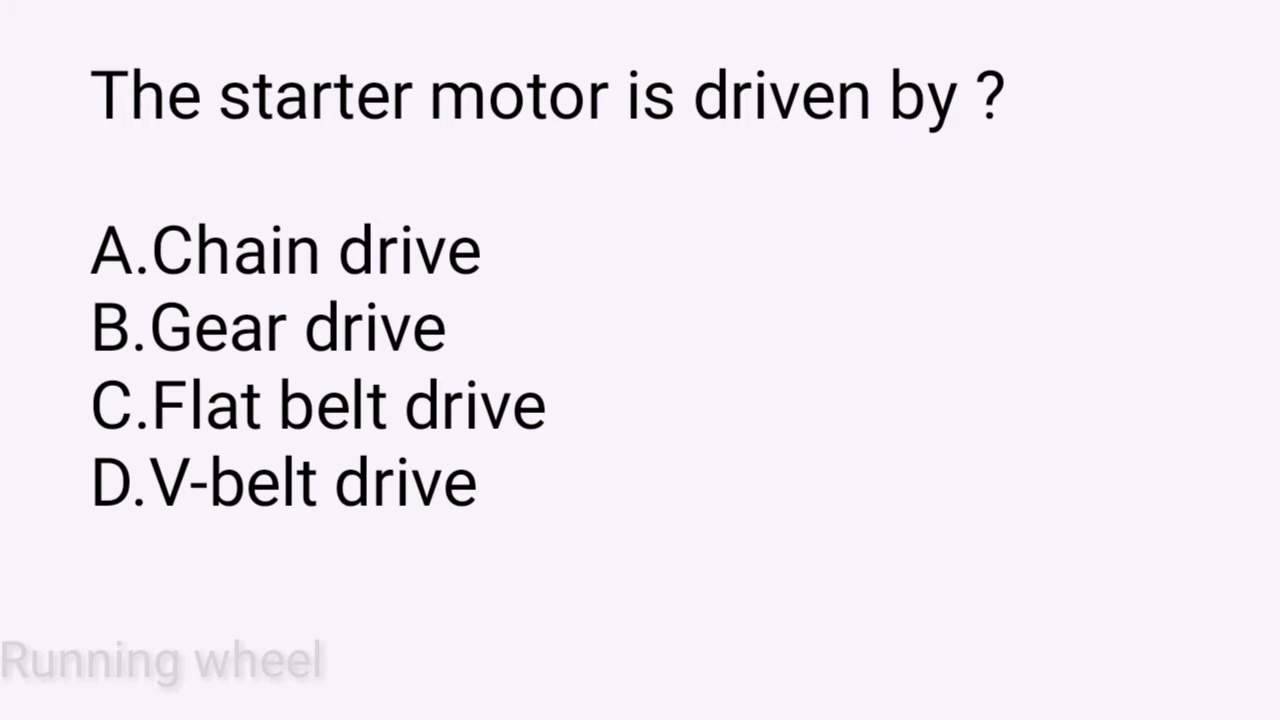 The starter motor is driven by ?
A.Chain drive
B.Gear drive
C.Flat belt drive
D.V-belt drive
Running wheel